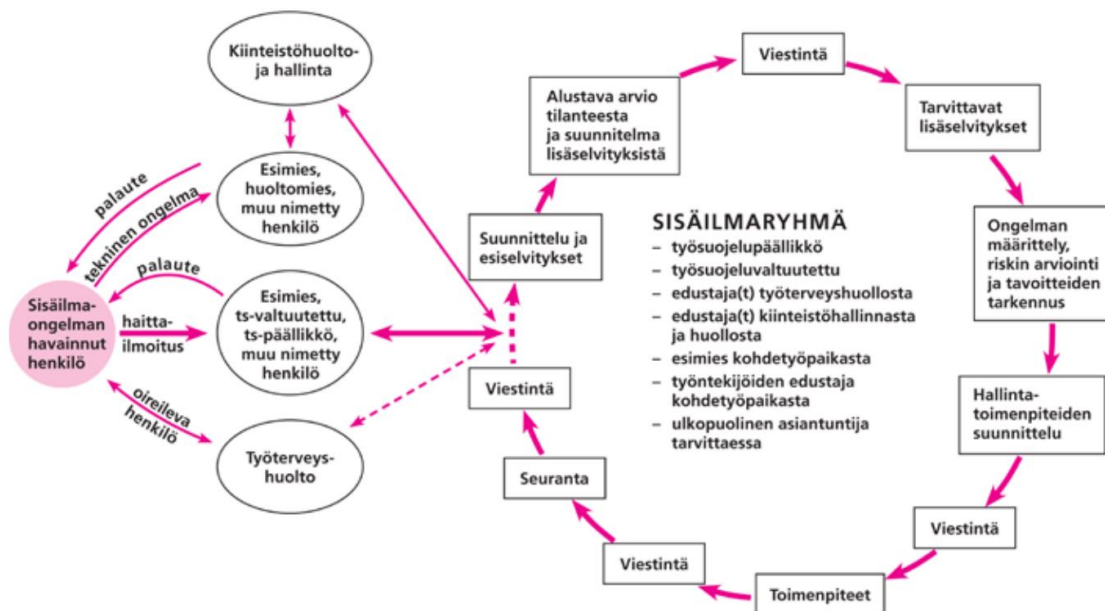 Kiinteistöhuolto-
ja hallinta
Esimies,
huoltomies,
muu nimetty
henkilö
palaute
tekninen ongelma
palaute
Sisäilma-
ongelman
havainnut
henkilö
haitta-
ilmoitus
Esimies,
ts-valtuutettu,
ts-päällikkö,
muu nimetty
henkilö
oireileva
henkilö
Työterveys-
huolto
Suunnittelu ja
esiselvitykset
Alustava arvio
tilanteesta
ja suunnitelma
lisäselvityksistä
Viestintä
Tarvittavat
lisäselvitykset
Ongelman
määrittely,
riskin arviointi
ja tavoitteiden
tarkennus
Hallinta-
toimenpiteiden
suunnittelu
Viestintä
Toimenpiteet
Viestintä
Seuranta
Viestintä
SISÄILMARYHMÄ
– työsuojelupäällikkö
– työsuojeluvaltuutettu
– edustaja(t) työterveyshuollosta
– edustaja(t) kiinteistöhallinnasta
ja huollosta
– esimies kohdetyöpaikasta
– työntekijöiden edustaja
kohdetyöpaikasta
– ulkopuolinen asiantuntija
tarvittaessa